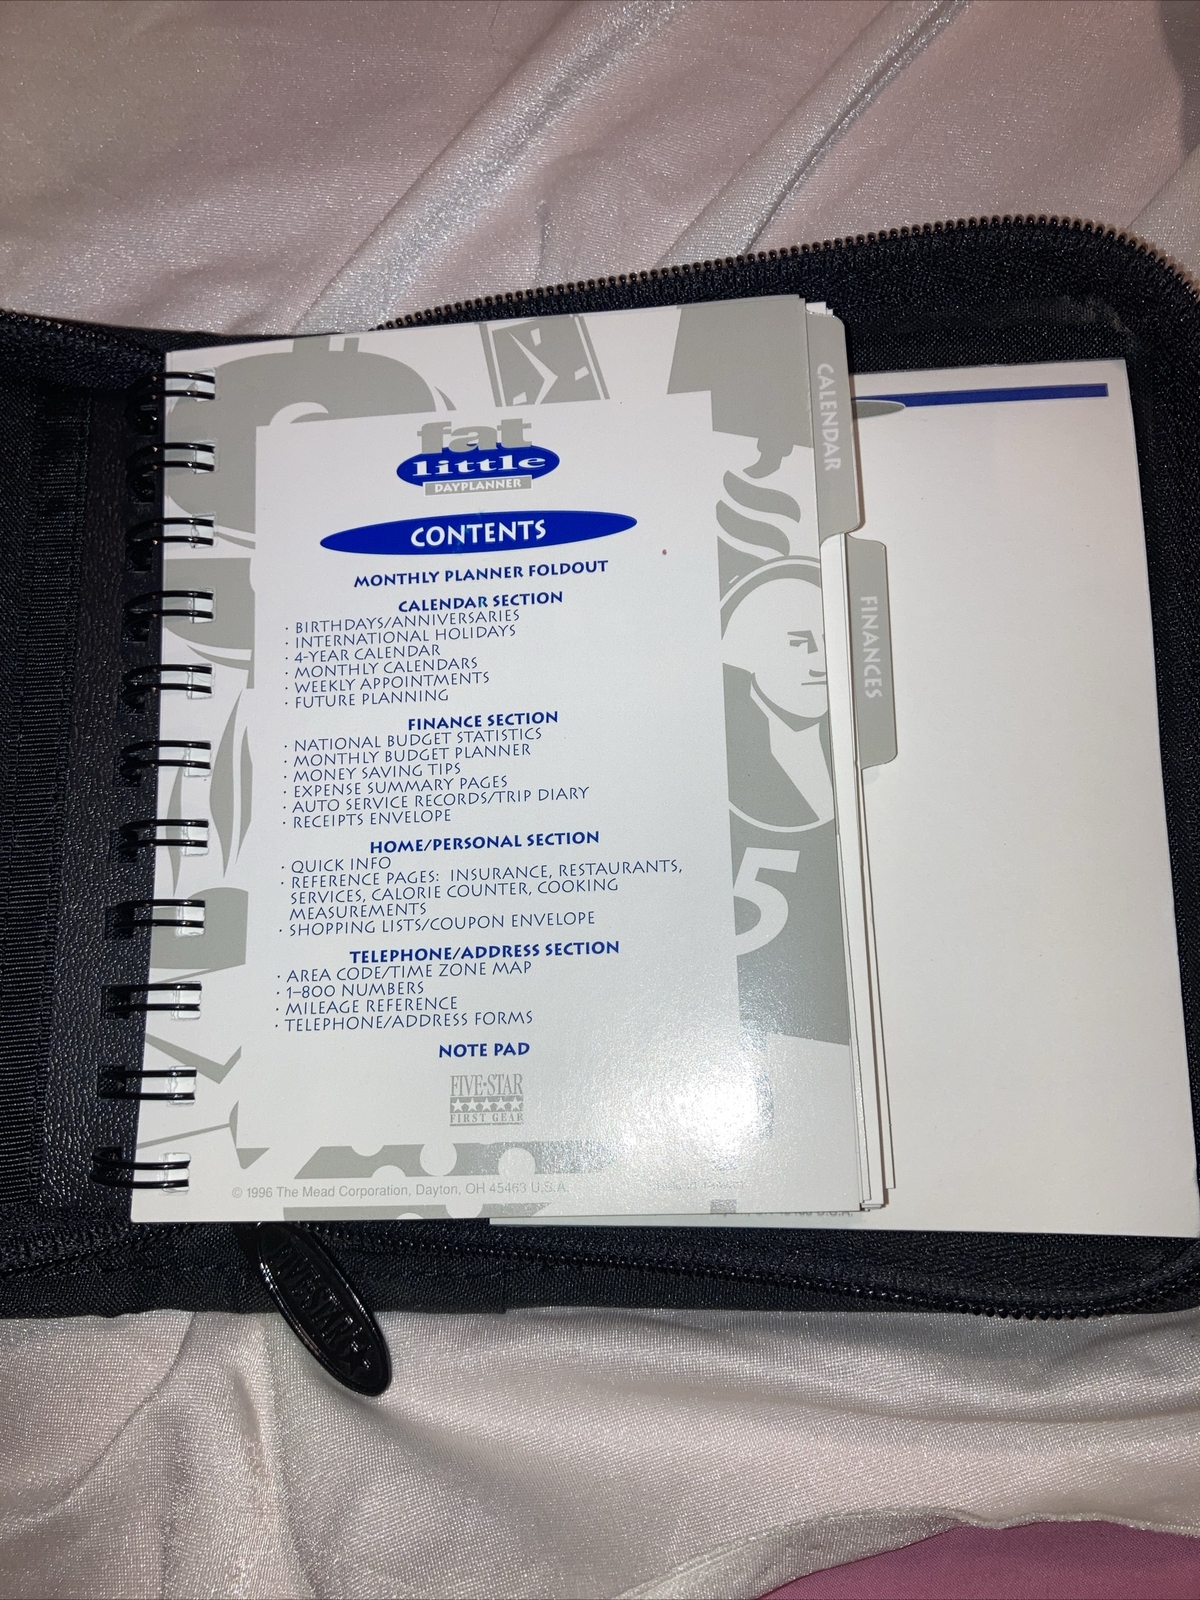 fat
little
DAYPLANNER
CONTENTS
MONTHLY PLANNER FOLDOUT
CALENDAR SECTION
· BIRTHDAYS/ANNIVERSARIES
· INTERNATIONAL HOLIDAYS
· 4-YEAR CALENDAR
· MONTHLY CALENDARS
· WEEKLY APPOINTMENTS
· FUTURE PLANNING
FINANCE SECTION
· NATIONAL BUDGET STATISTICS
· MONTHLY BUDGET PLANNER
· MONEY SAVING TIPS
· EXPENSE SUMMARY PAGES
· AUTO SERVICE RECORDS/TRIP DIARY
· RECEIPTS ENVELOPE
HOME/PERSONAL SECTION
· QUICK INFO
· REFERENCE PAGES: INSURANCE, RESTAURANTS,
SERVICES, CALORIE COUNTER, COOKING
MEASUREMENTS
· SHOPPING LISTS/COUPON ENVELOPE
TELEPHONE/ADDRESS SECTION
· AREA CODE/TIME ZONE MAP
· 1-800 NUMBERS
· MILEAGE REFERENCE
· TELEPHONE/ADDRESS FORMS
NOTE PAD
FIVE·STAR
FIRST GEAR
© 1996 The Mead Corporation, Dayton, OH 45463 U.S.A.
CALENDAR
FINANCES
5